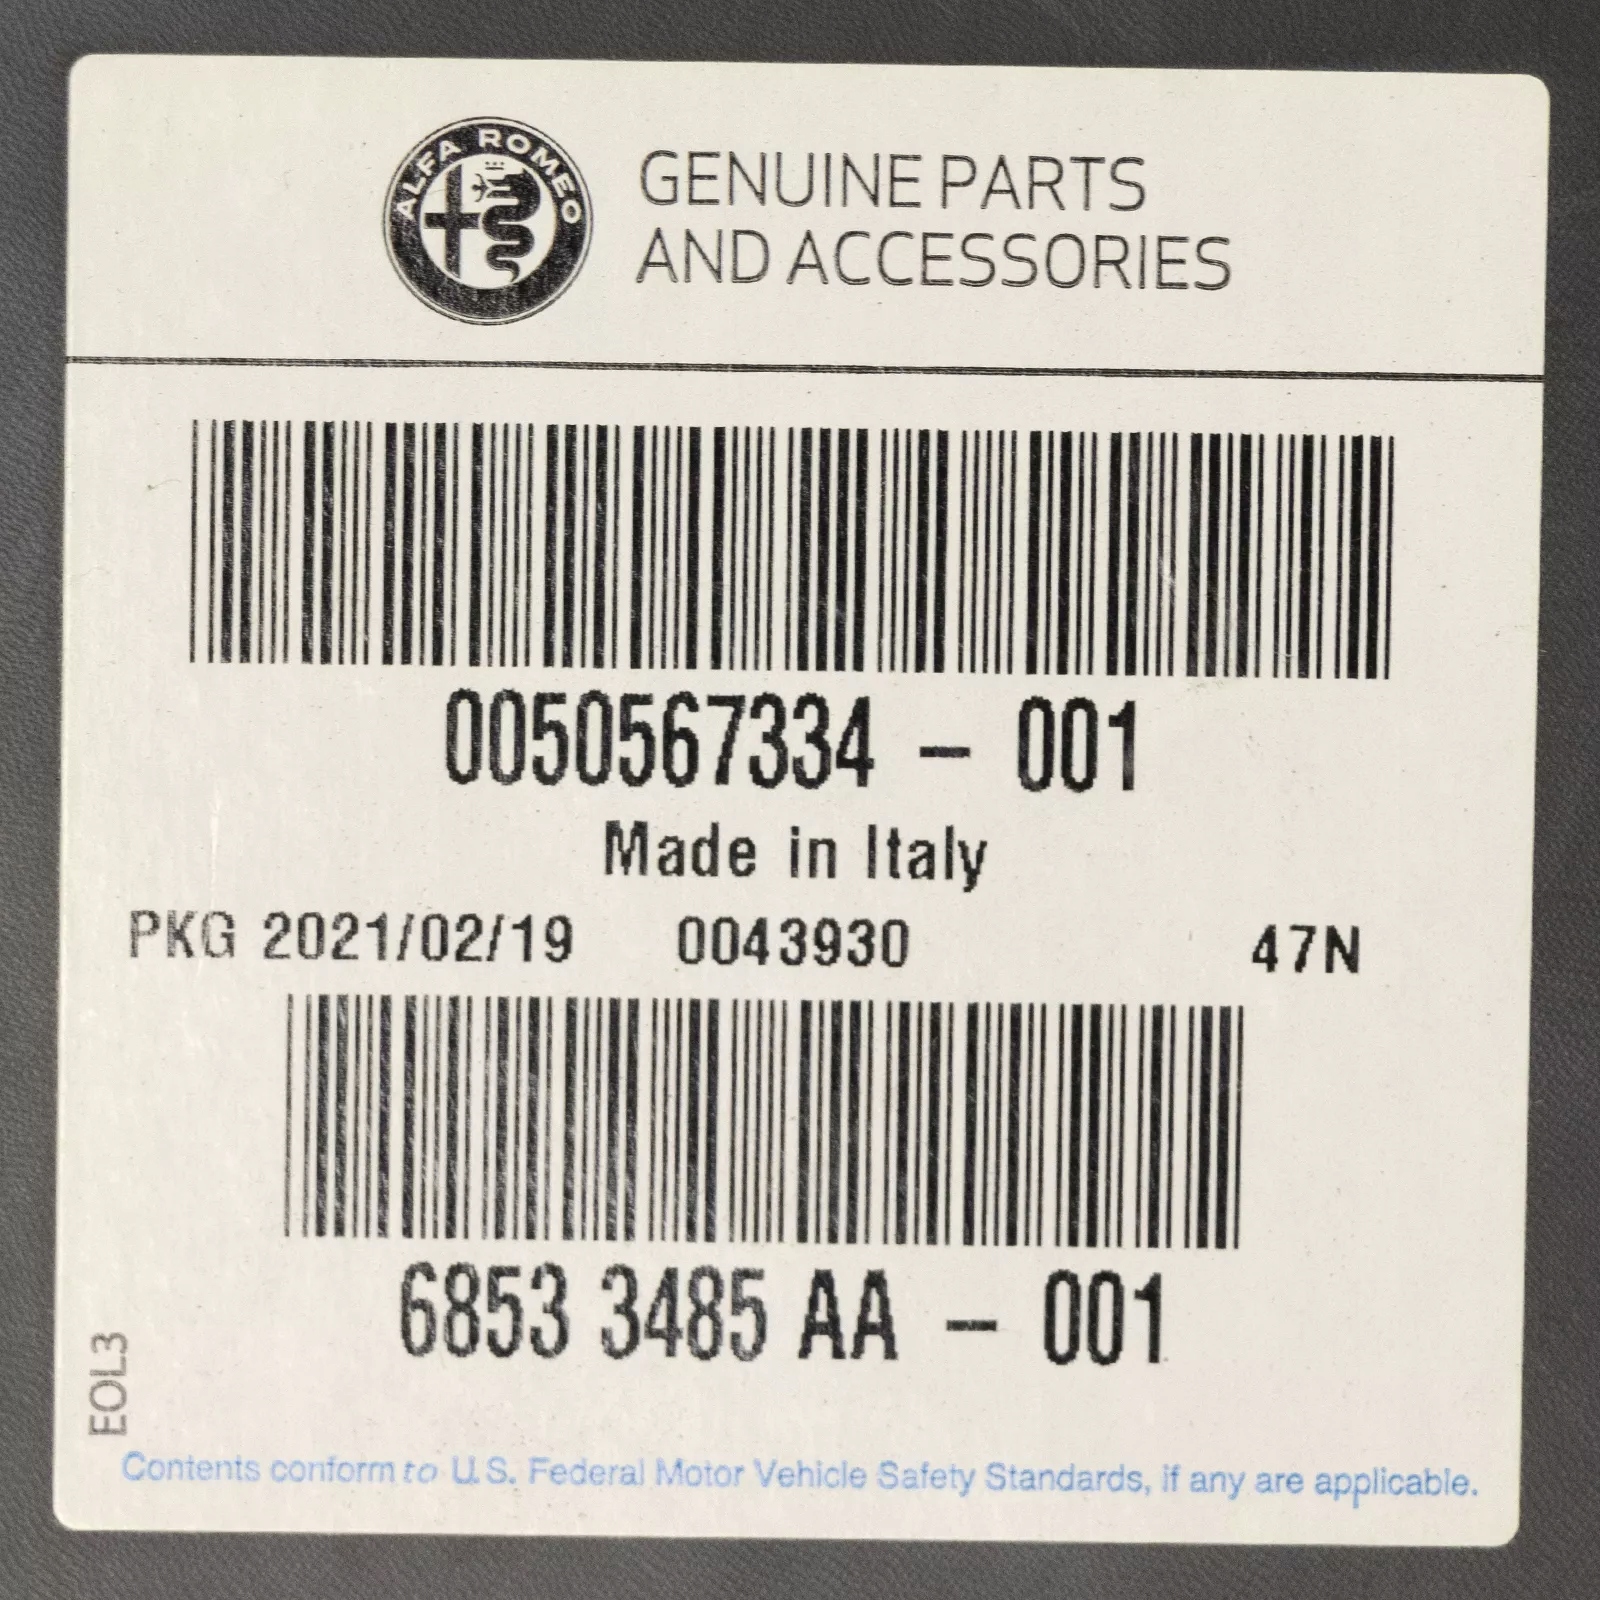 ALFA ROMEO
GENUINE PARTS
AND ACCESSORIES
0050567334 - 001
Made in Italy
PKG 2021/02/19 0043930 47N
6853 3485 AA - 001
EOL3
Contents conform to U.S. Federal Motor Vehicle Safety Standards, if any are applicable.